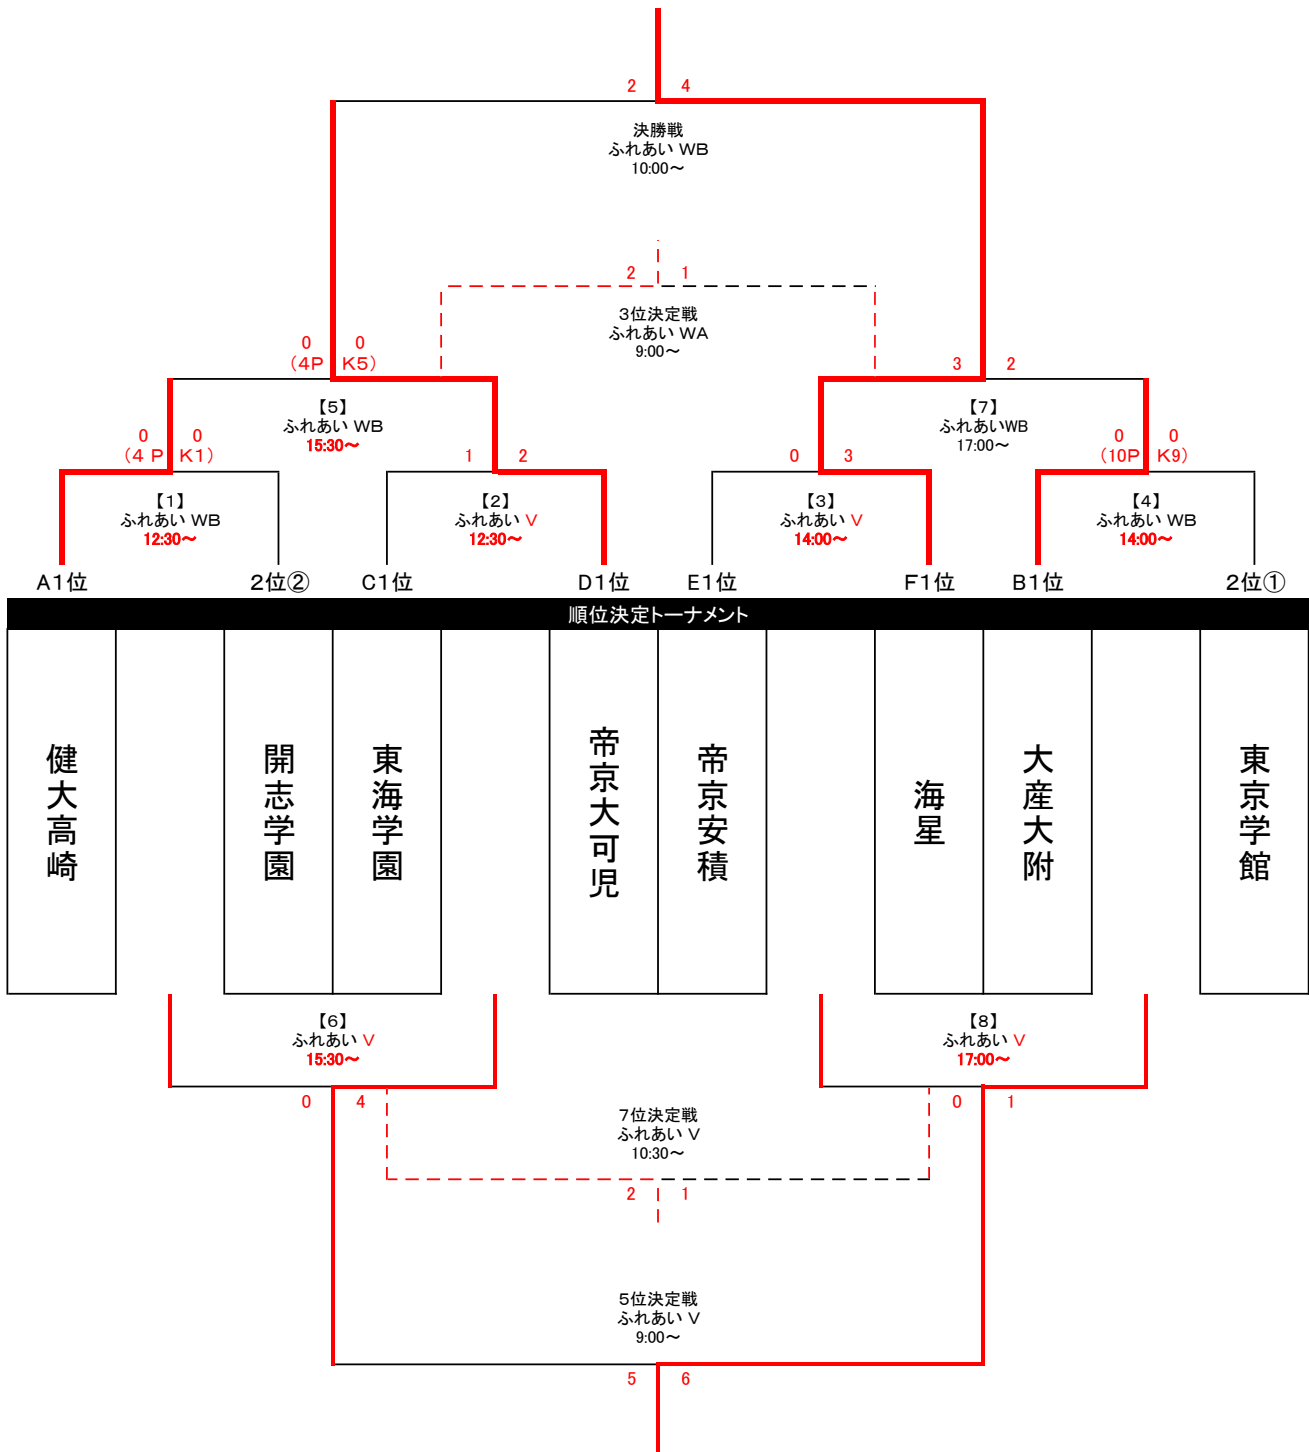 2 4
決勝戦
ふれあい WB
10:00～
2 1
3位決定戦
ふれあい WA
9:00～
0 0
(4P K5)
3 2
【5】
ふれあい WB
15:30～
【7】
ふれあいWB
17:00～
0 0
(4 P K1)
1 2
0 3
0 0
(10P K9)
【1】
ふれあい WB
12:30～
【2】
ふれあい V
12:30～
【3】
ふれあい V
14:00～
【4】
ふれあい WB
14:00～
A1位 2位② C1位 D1位 E1位 F1位 B1位 2位①
順位決定トーナメント
健大高崎
開志学園
東海学園
帝京大可児
帝京安積
海星
大産大附
東京学館
【6】
ふれあい V
15:30～
【8】
ふれあい V
17:00～
0 4
0 1
7位決定戦
ふれあい V
10:30～
2 1
5位決定戦
ふれあい V
9:00～
5 6